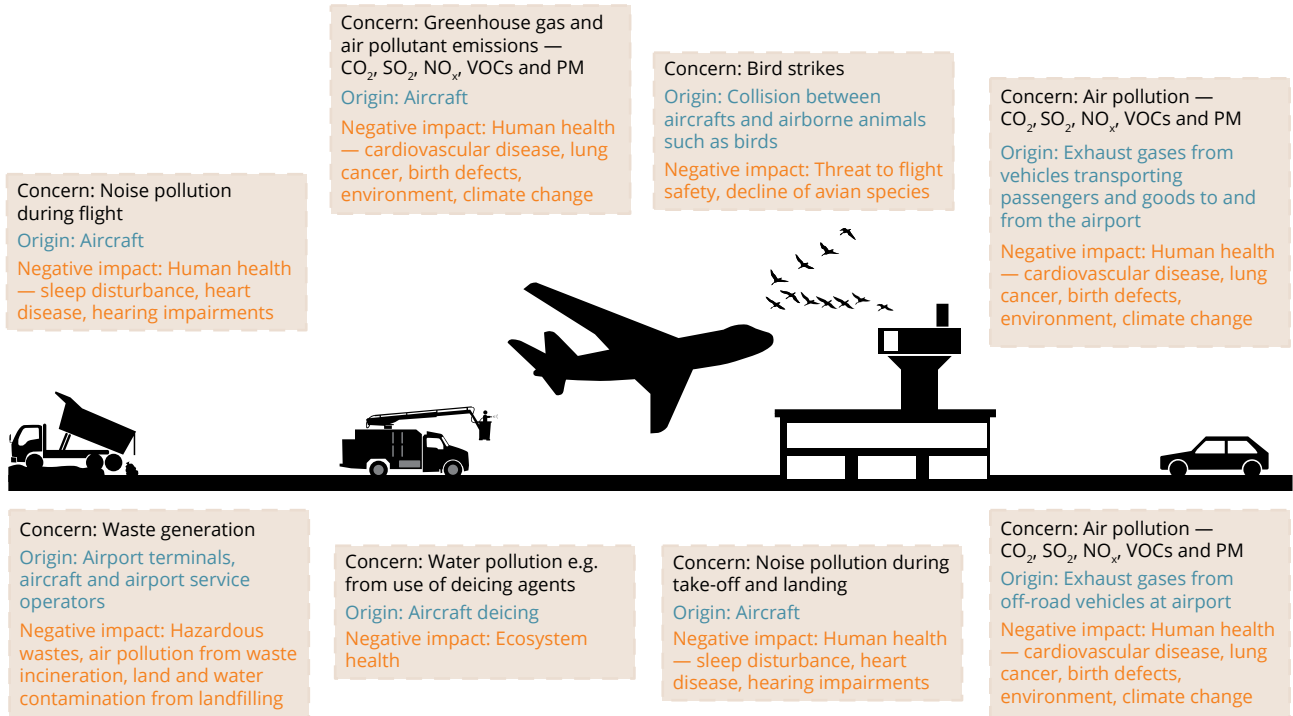 Concern: Greenhouse gas and
air pollutant emissions —
CO₂, SO₂, NOₓ, VOCs and PM
Origin: Aircraft
Negative impact: Human health
— cardiovascular disease, lung
cancer, birth defects,
environment, climate change
Concern: Bird strikes
Origin: Collision between
aircrafts and airborne animals
such as birds
Negative impact: Threat to flight
safety, decline of avian species
Concern: Air pollution —
CO₂, SO₂, NOₓ, VOCs and PM
Origin: Exhaust gases from
vehicles transporting
passengers and goods to and
from the airport
Negative impact: Human health
— cardiovascular disease, lung
cancer, birth defects,
environment, climate change
Concern: Noise pollution
during flight
Origin: Aircraft
Negative impact: Human health
— sleep disturbance, heart
disease, hearing impairments
Concern: Waste generation
Origin: Airport terminals,
aircraft and airport service
operators
Negative impact: Hazardous
wastes, air pollution from waste
incineration, land and water
contamination from landfilling
Concern: Water pollution e.g.
from use of deicing agents
Origin: Aircraft deicing
Negative impact: Ecosystem
health
Concern: Noise pollution during
take-off and landing
Origin: Aircraft
Negative impact: Human health
— sleep disturbance, heart
disease, hearing impairments
Concern: Air pollution —
CO₂, SO₂, NOₓ, VOCs and PM
Origin: Exhaust gases from
off-road vehicles at airport
Negative impact: Human health
— cardiovascular disease, lung
cancer, birth defects,
environment, climate change